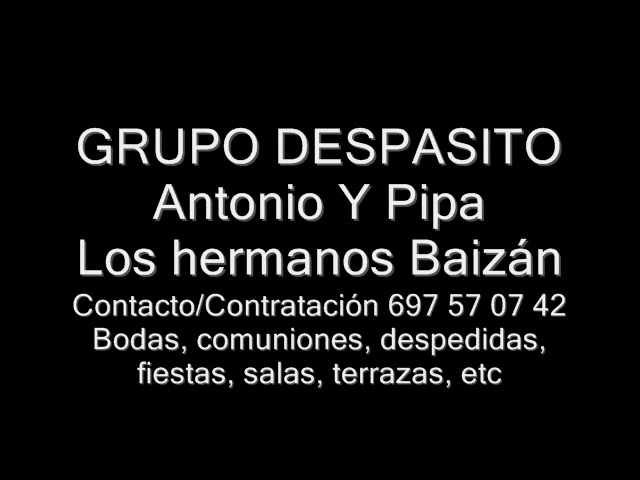 GRUPO DESPASITO
Antonio Y Pipa
Los hermanos Baizán
Contacto/Contratación 697 57 07 42
Bodas, comuniones, despedidas,
fiestas, salas, terrazas, etc